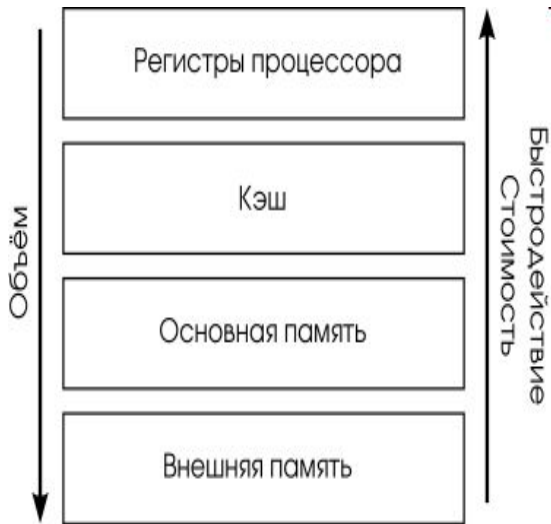 Регистры процессора
Кэш
Основная память
Внешняя память
Объём
Быстродействие
Стоимость